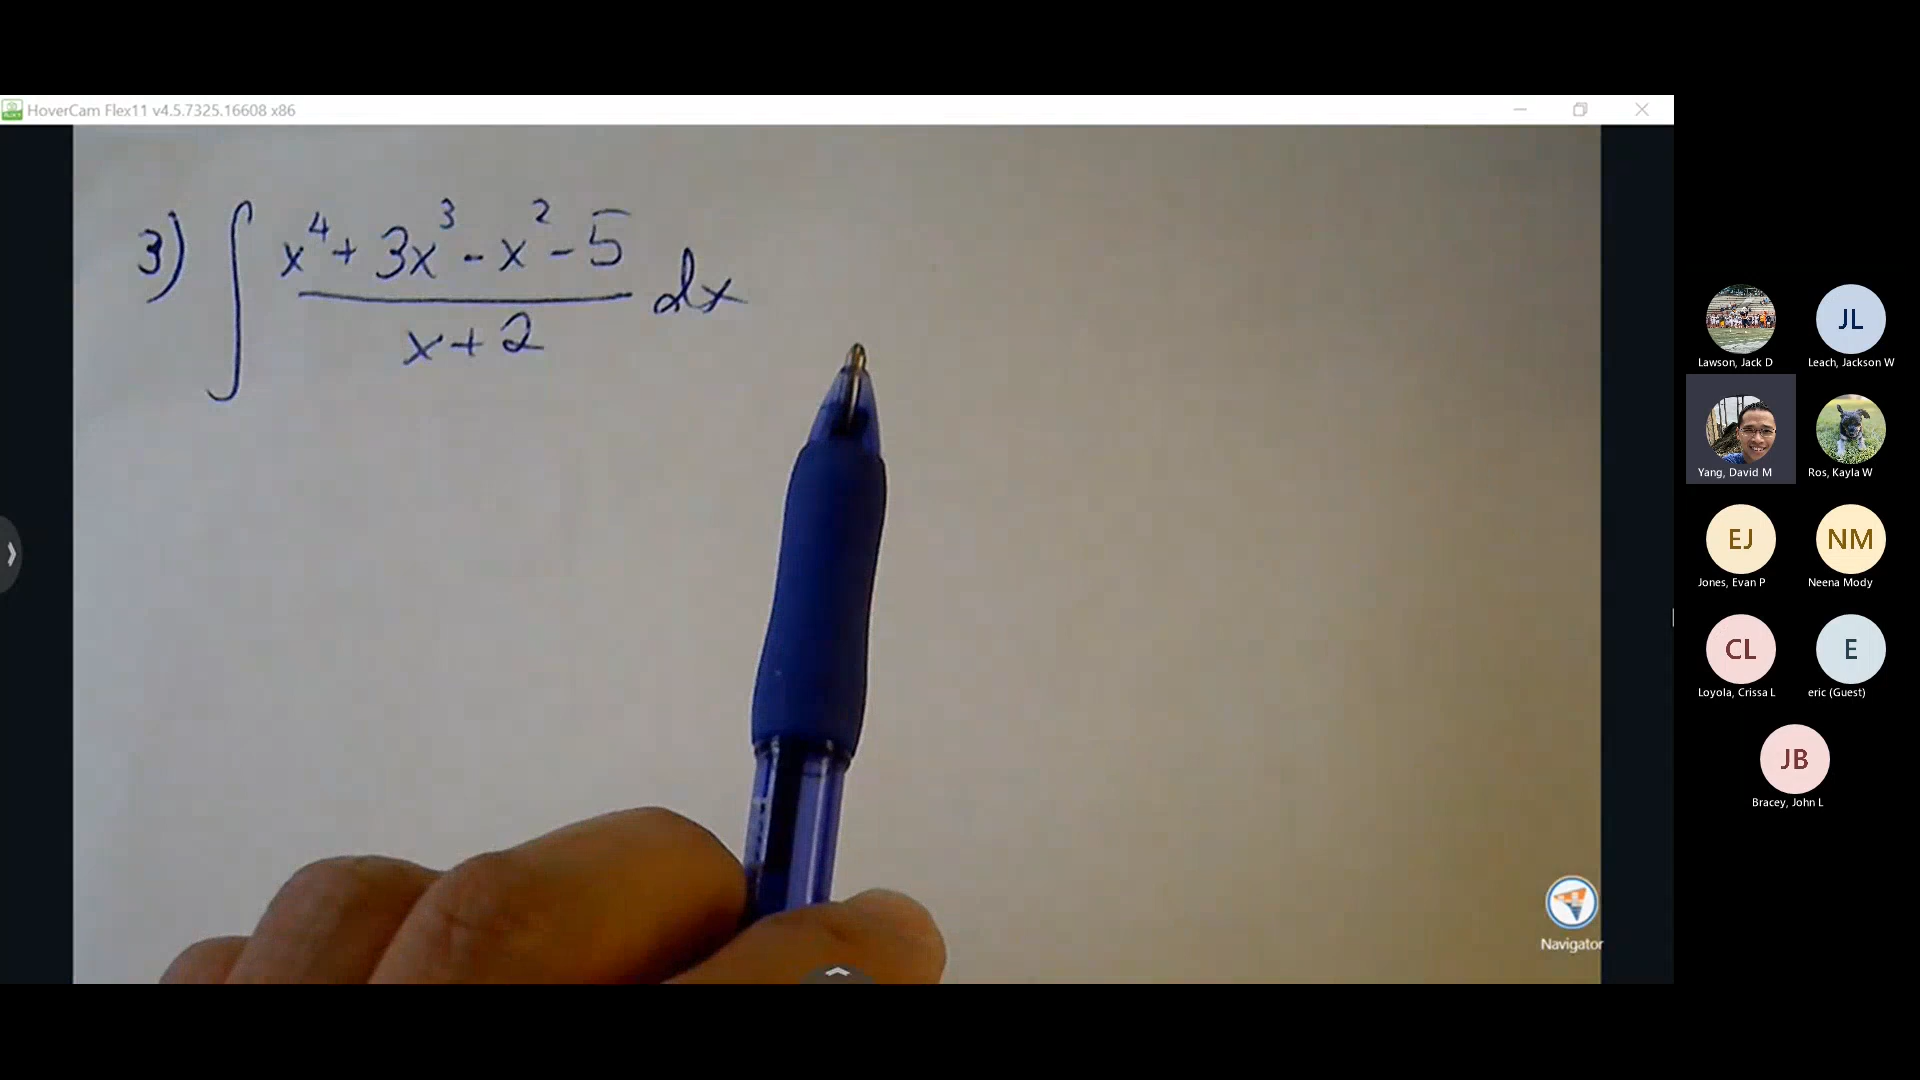 HoverCam Flex11 v4.5.7325.16608 x86
3) ∫ (x⁴ + 3x³ - x² - 5)/(x + 2) dx
Lawson, Jack D
JL
Leach, Jackson W
Yang, David M
Ros, Kayla W
EJ
Jones, Evan P
NM
Neena Mody
CL
Loyola, Crissa L
E
eric (Guest)
JB
Bracey, John L
Navigator